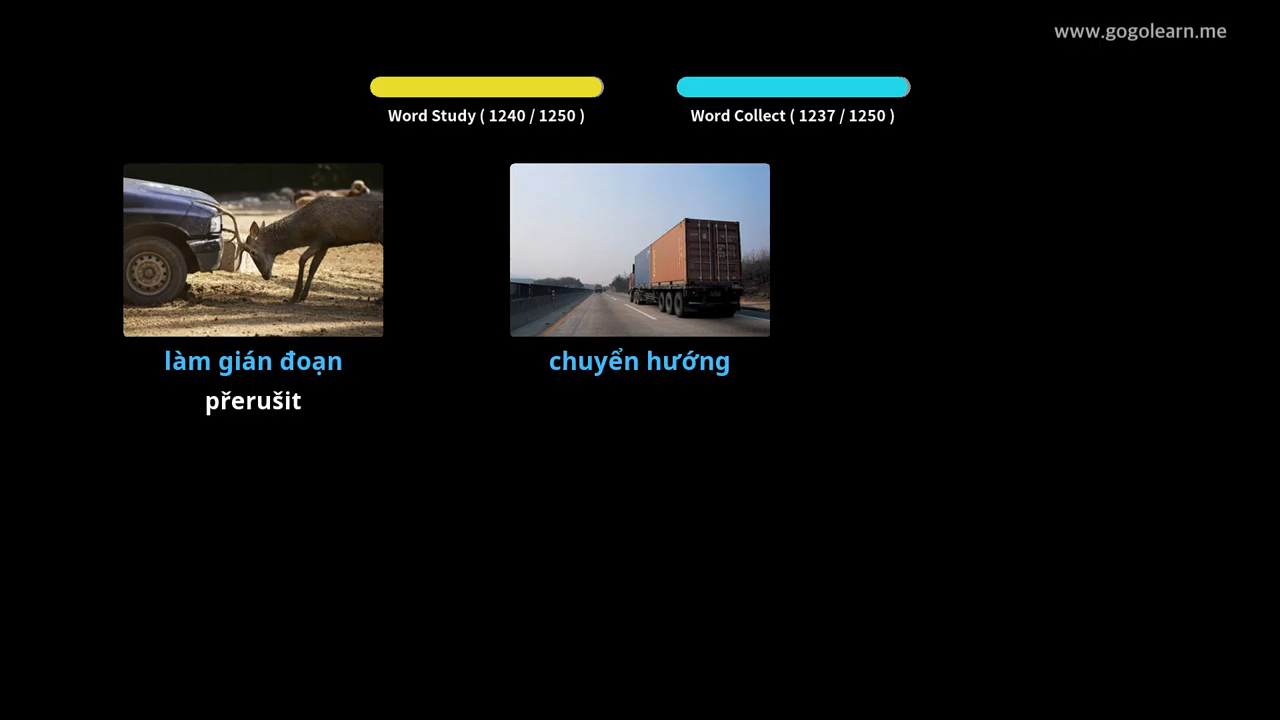 www.gogolearn.me
Word Study ( 1240 / 1250 )
Word Collect ( 1237 / 1250 )
làm gián đoạn
chuyển hướng
přerušit